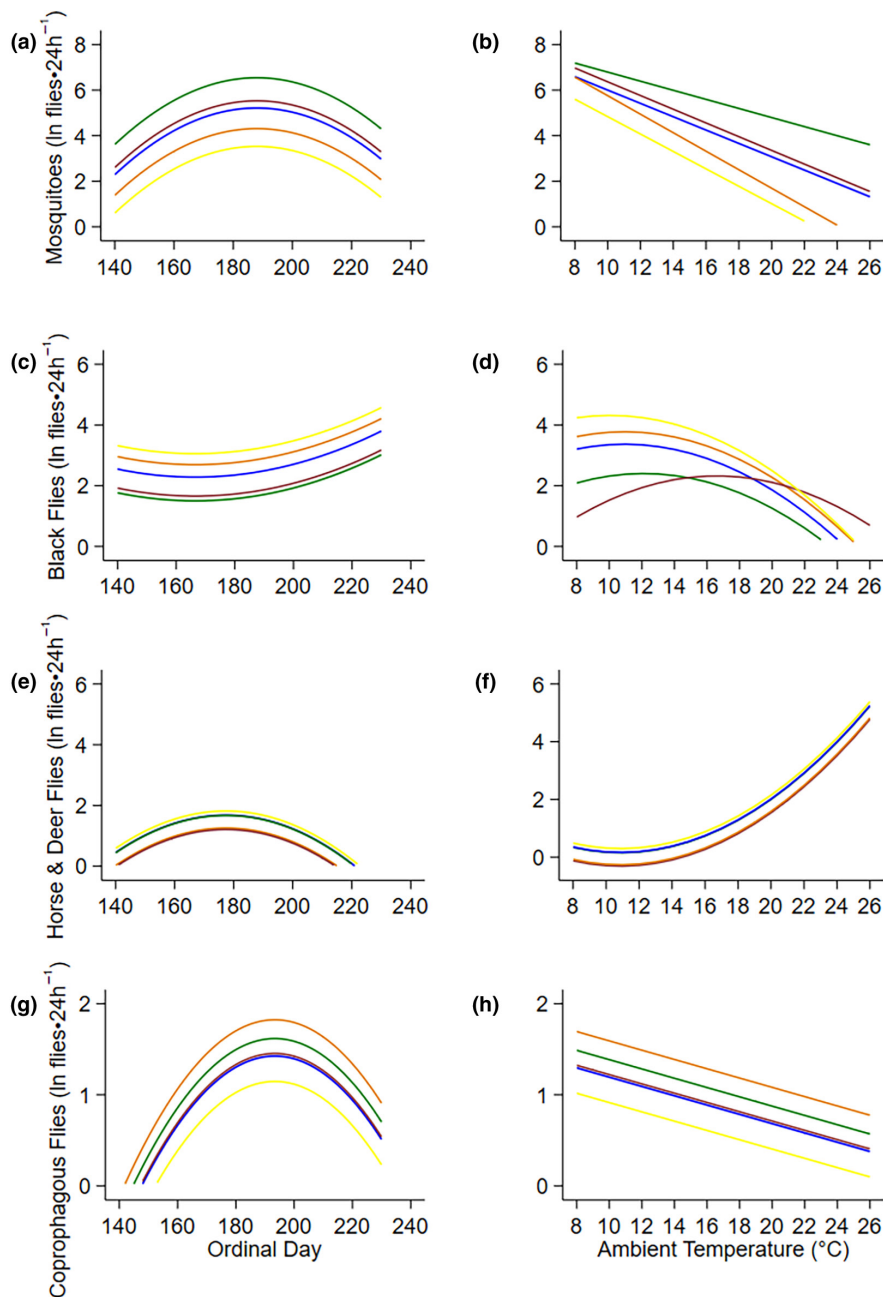 (a)
Mosquitoes (ln flies•24h⁻¹)
8
6
4
2
0
140 160 180 200 220 240
(b)
8
6
4
2
0
8 10 12 14 16 18 20 22 24 26
(c)
Black Flies (ln flies•24h⁻¹)
6
4
2
0
140 160 180 200 220 240
(d)
6
4
2
0
8 10 12 14 16 18 20 22 24 26
(e)
Horse & Deer Flies (ln flies•24h⁻¹)
6
4
2
0
140 160 180 200 220 240
(f)
6
4
2
0
8 10 12 14 16 18 20 22 24 26
(g)
Coprophagous Flies (ln flies•24h⁻¹)
2
1
0
140 160 180 200 220 240
Ordinal Day
(h)
2
1
0
8 10 12 14 16 18 20 22 24 26
Ambient Temperature (°C)